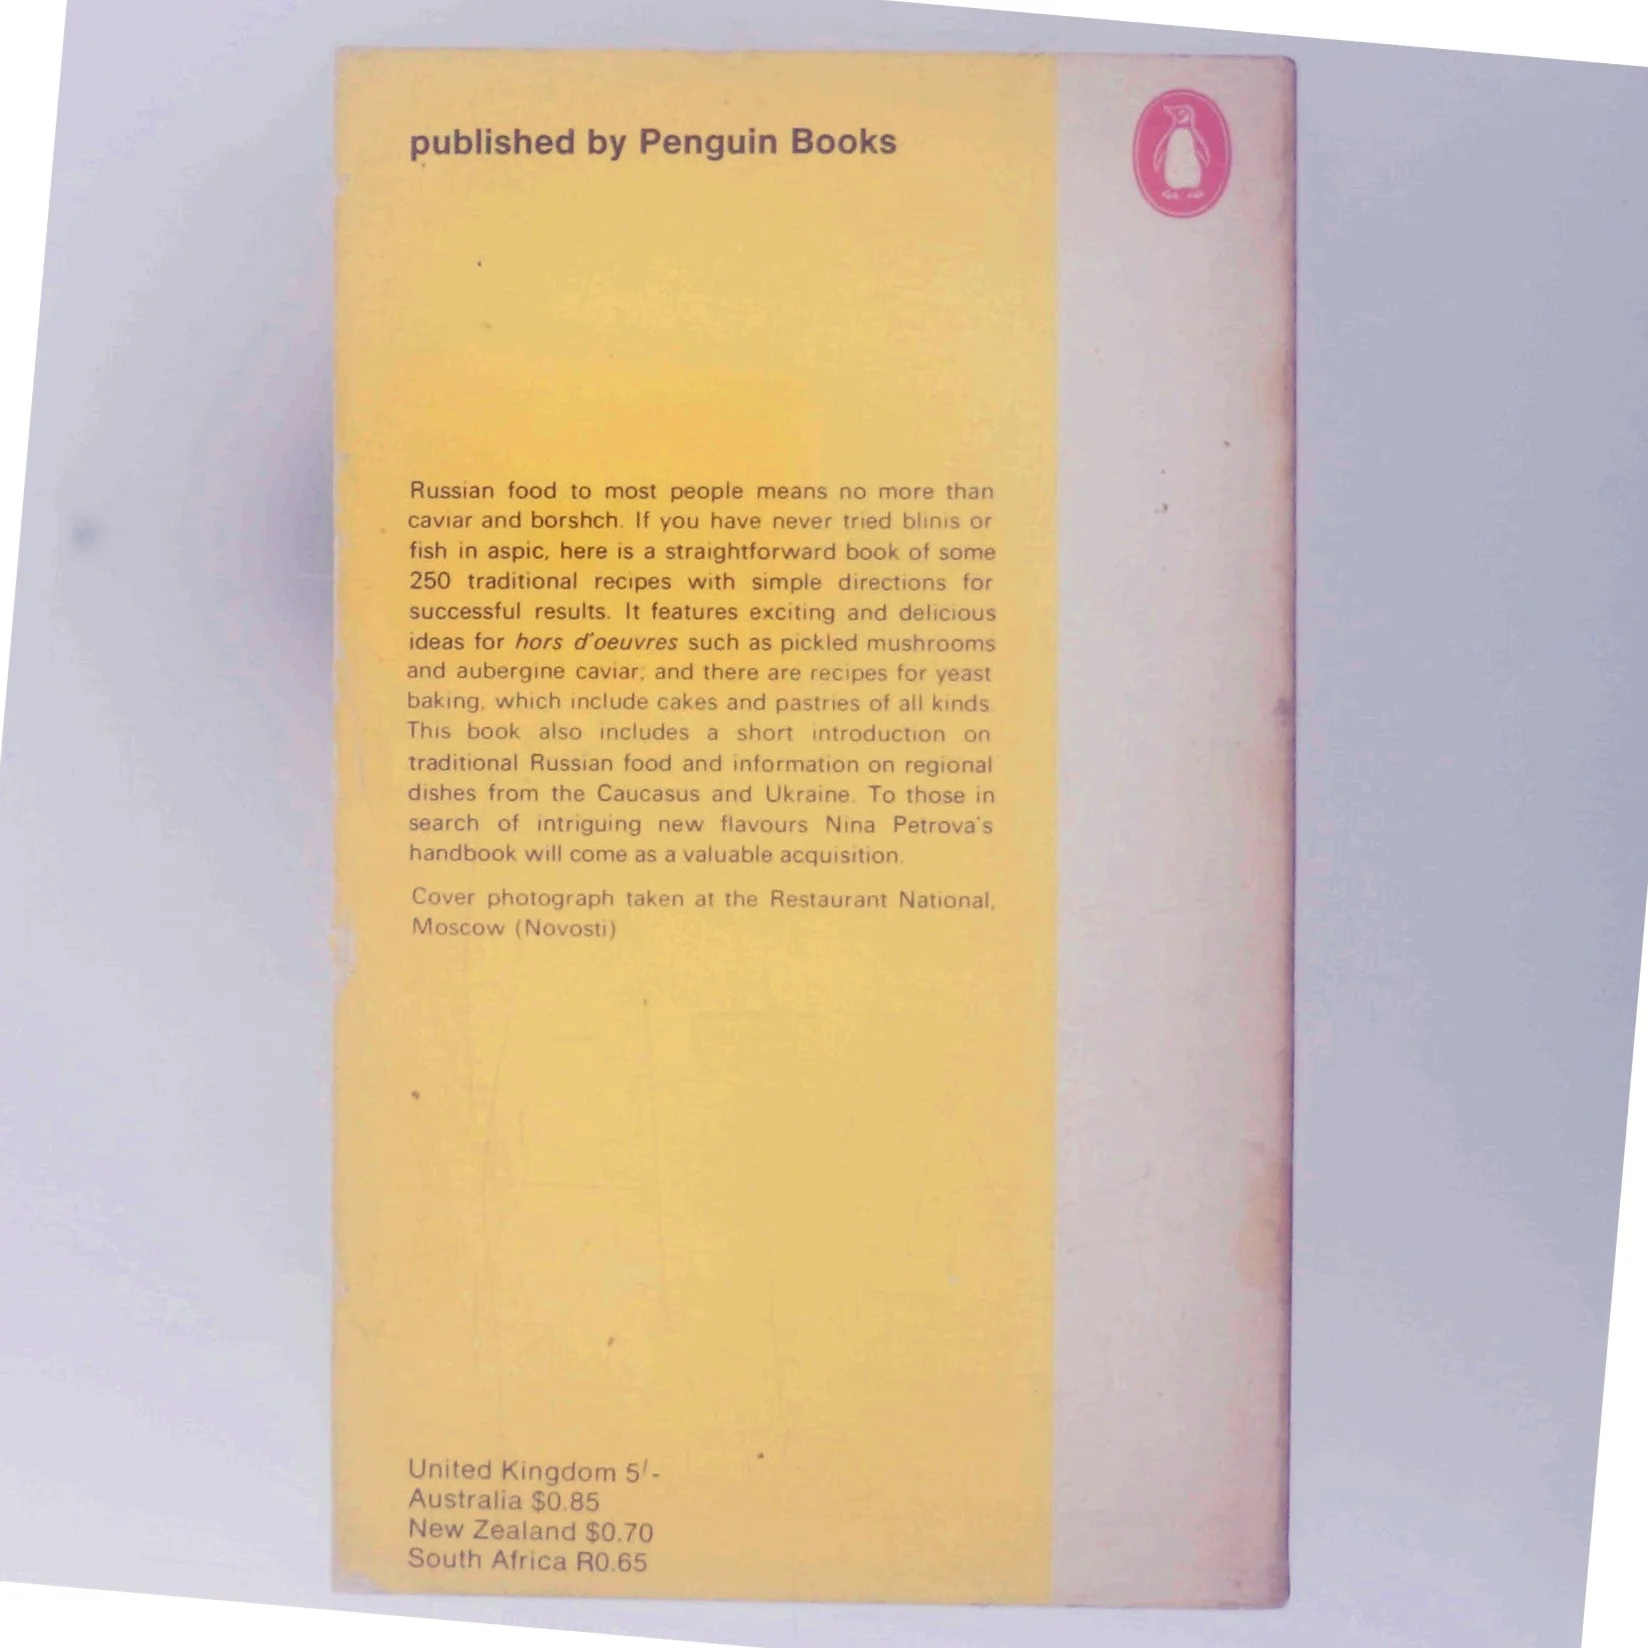 published by Penguin Books
Russian food to most people means no more than
caviar and borshch. If you have never tried blinis or
fish in aspic, here is a straightforward book of some
250 traditional recipes with simple directions for
successful results. It features exciting and delicious
ideas for hors d'oeuvres such as pickled mushrooms
and aubergine caviar; and there are recipes for yeast
baking, which include cakes and pastries of all kinds.
This book also includes a short introduction on
traditional Russian food and information on regional
dishes from the Caucasus and Ukraine. To those in
search of intriguing new flavours Nina Petrova's
handbook will come as a valuable acquisition.
Cover photograph taken at the Restaurant National,
Moscow (Novosti)
United Kingdom 5/-
Australia $0.85
New Zealand $0.70
South Africa R0.65